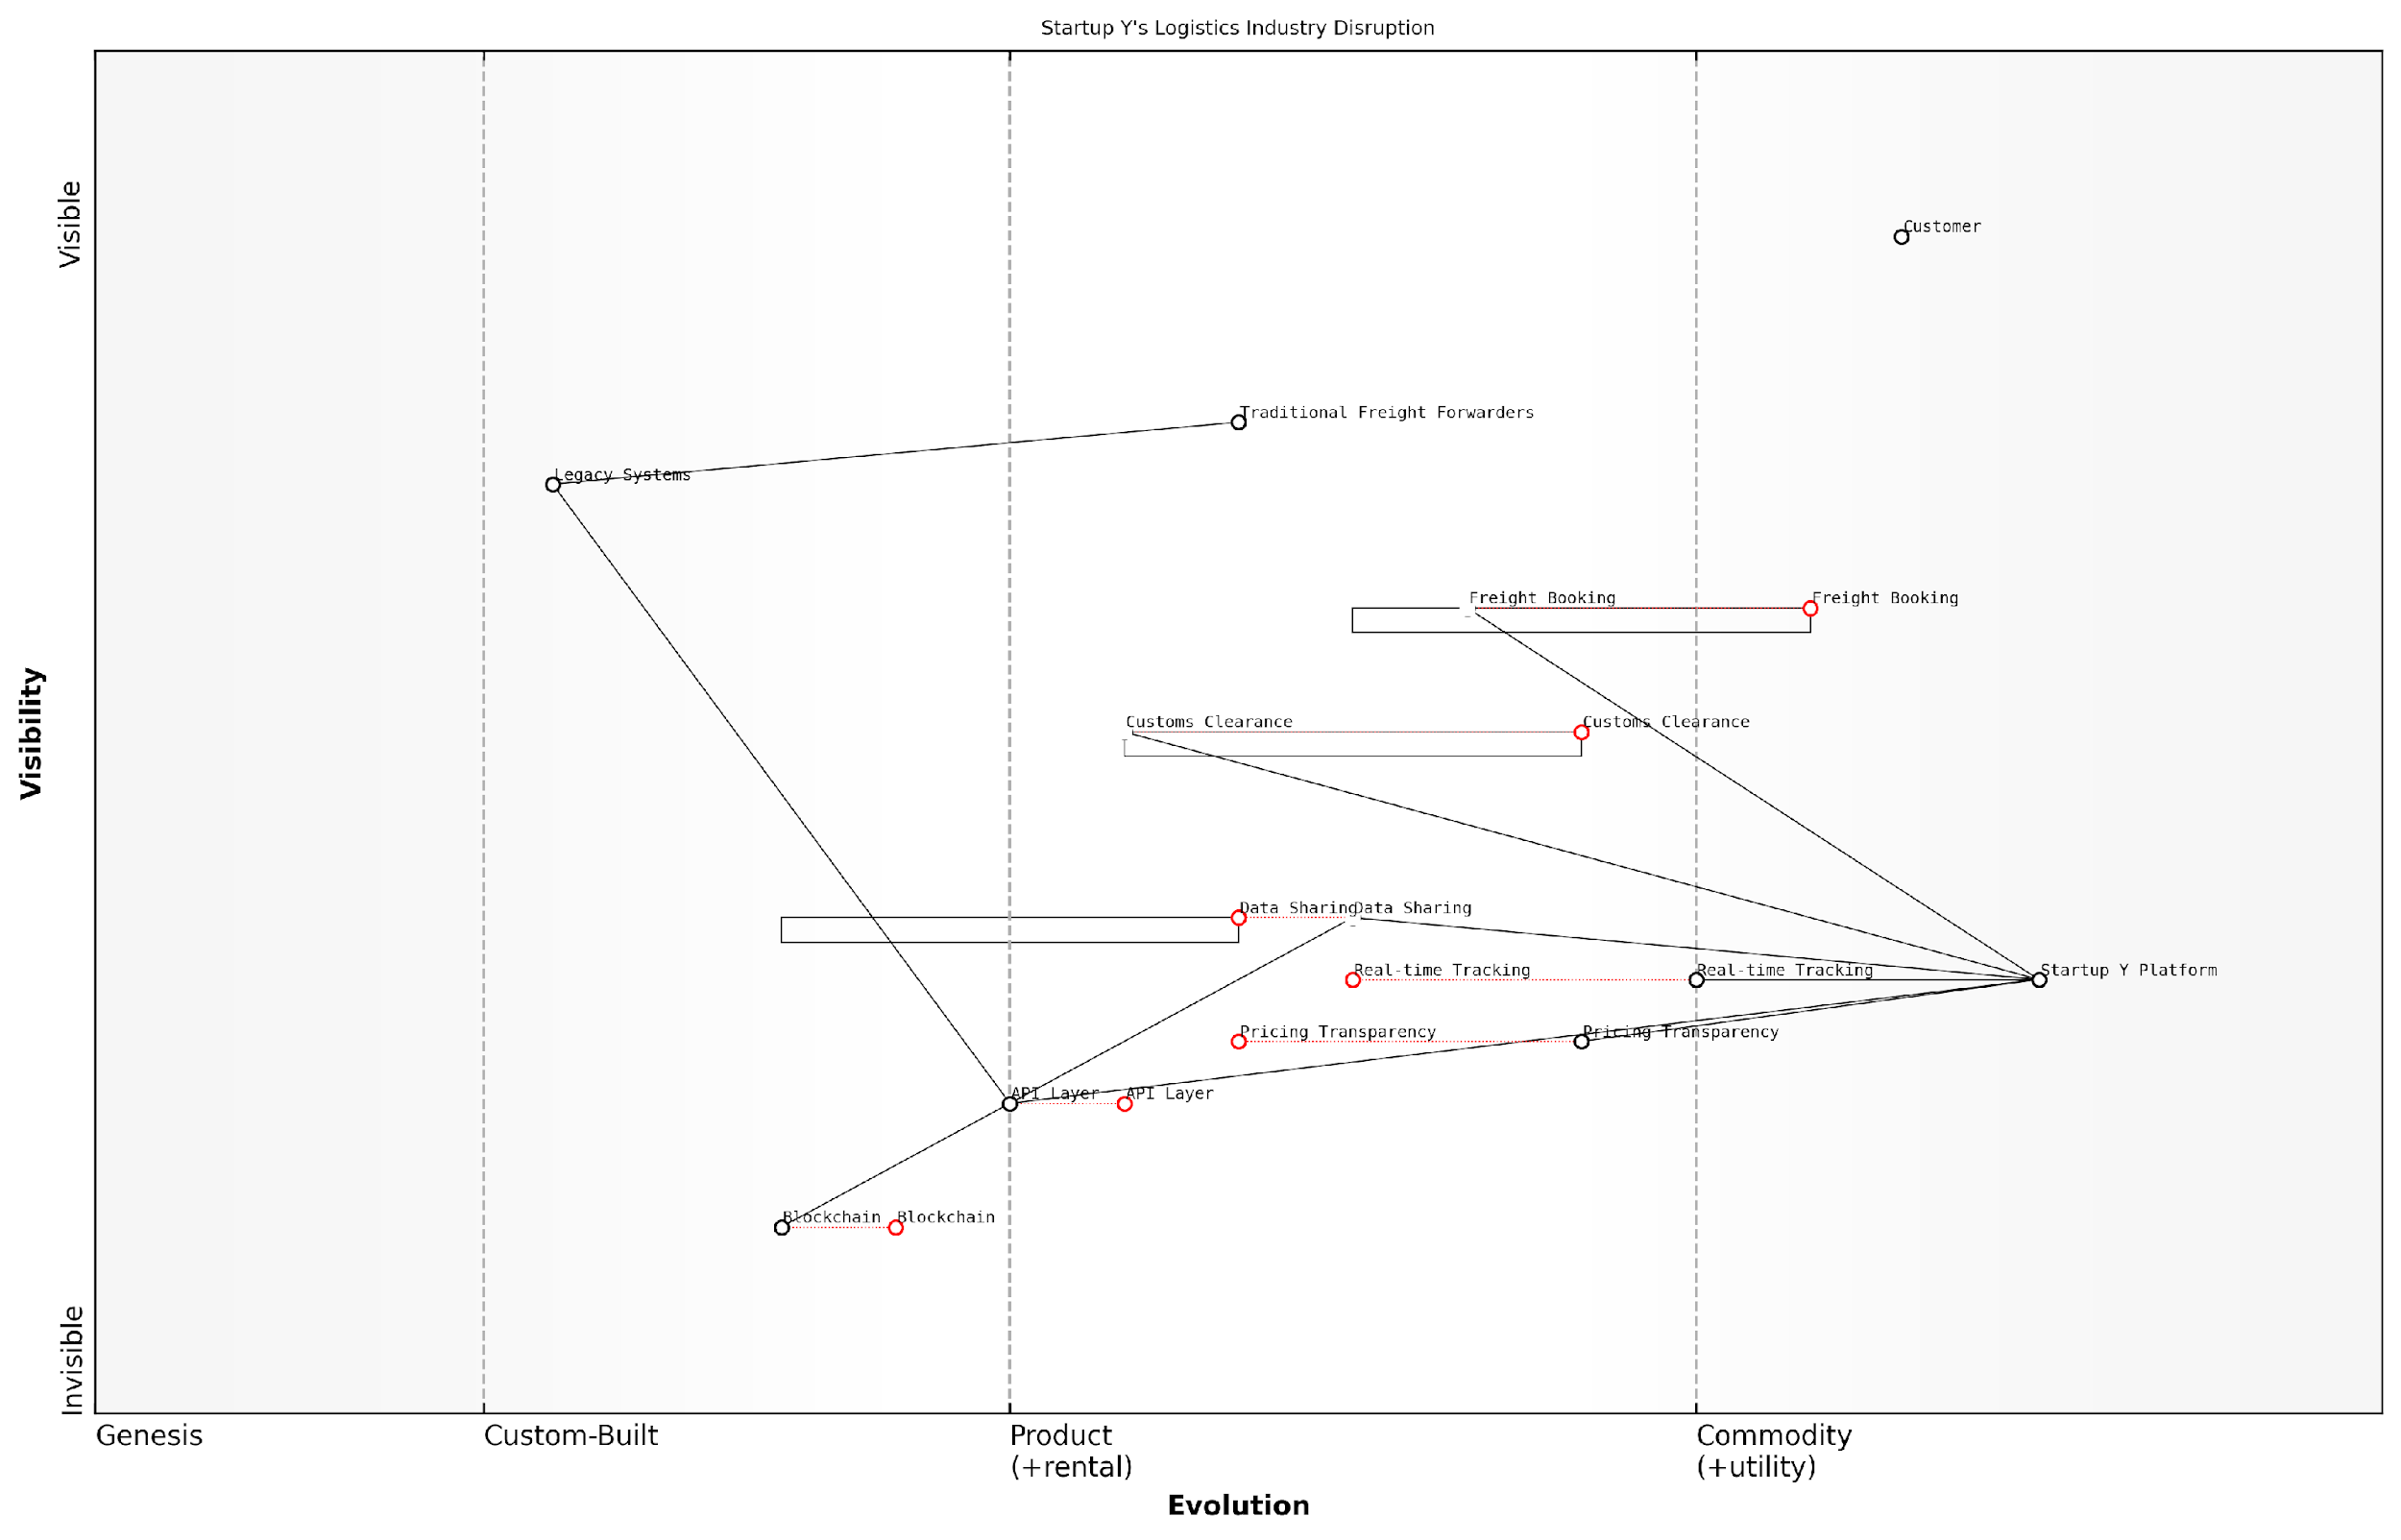 Startup Y's Logistics Industry Disruption
Visible
Customer
Traditional Freight Forwarders
Legacy Systems
Freight Booking
Freight Booking
Visibility
Customs Clearance
Customs Clearance
Data Sharing
Data Sharing
Real-time Tracking
Real-time Tracking
Startup Y Platform
Pricing Transparency
Pricing Transparency
API Layer
API Layer
Blockchain
Blockchain
Invisible
Genesis
Custom-Built
Product
(+rental)
Commodity
(+utility)
Evolution